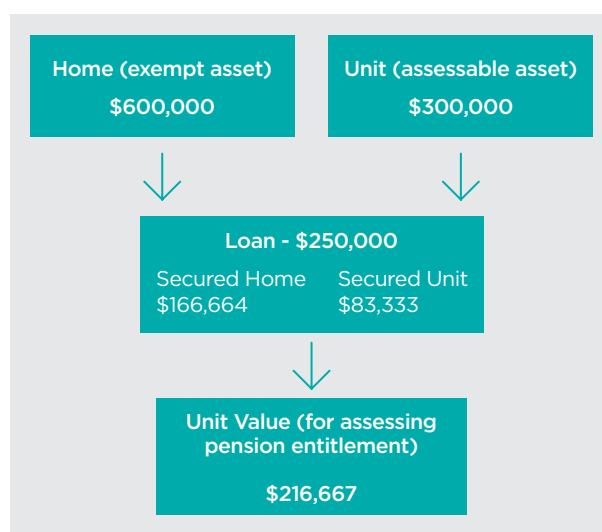 Home (exempt asset)
$600,000
Unit (assessable asset)
$300,000
Loan - $250,000
Secured Home
$166,664
Secured Unit
$83,333
Unit Value (for assessing
pension entitlement)
$216,667